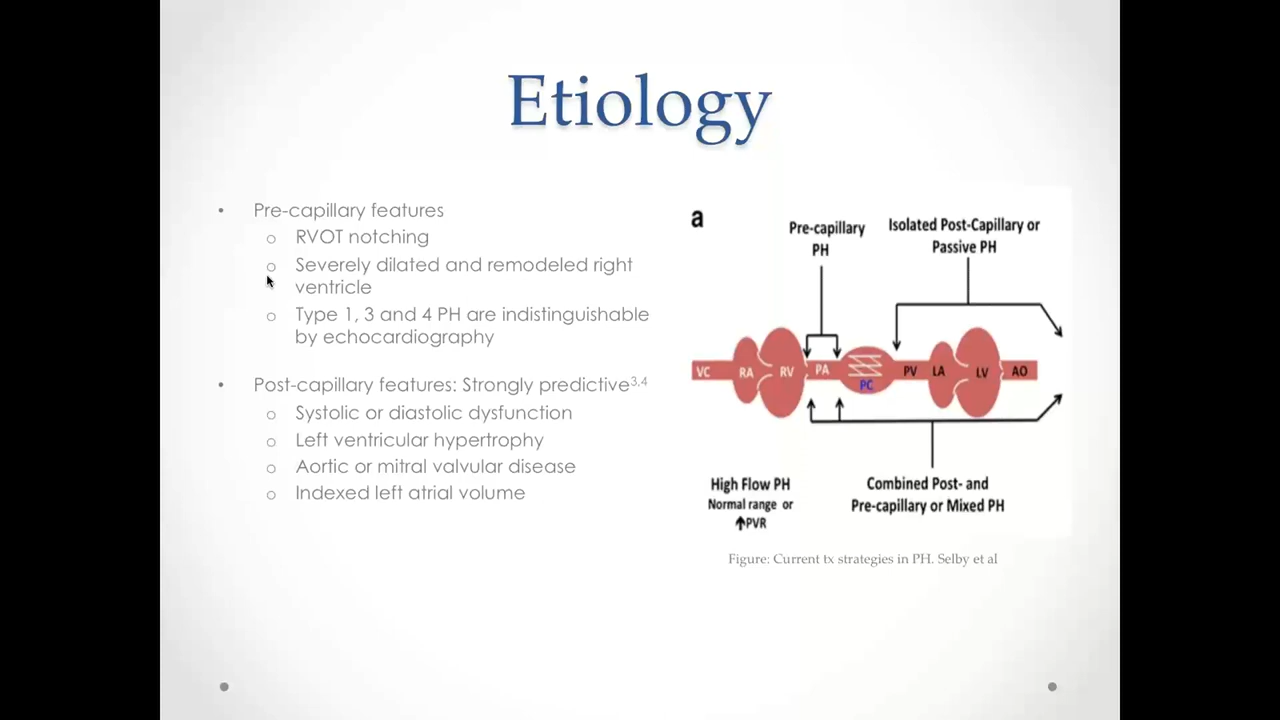 Etiology
• Pre-capillary features
o RVOT notching
o Severely dilated and remodeled right
ventricle
o Type 1, 3 and 4 PH are indistinguishable
by echocardiography
• Post-capillary features: Strongly predictive3,4
o Systolic or diastolic dysfunction
o Left ventricular hypertrophy
o Aortic or mitral valvular disease
o Indexed left atrial volume
a
Pre-capillary
PH
Isolated Post-Capillary or
Passive PH
VC RA RV PA PC PV LA LV AO
High Flow PH
Normal range or
↑PVR
Combined Post- and
Pre-capillary or Mixed PH
Figure: Current tx strategies in PH. Selby et al